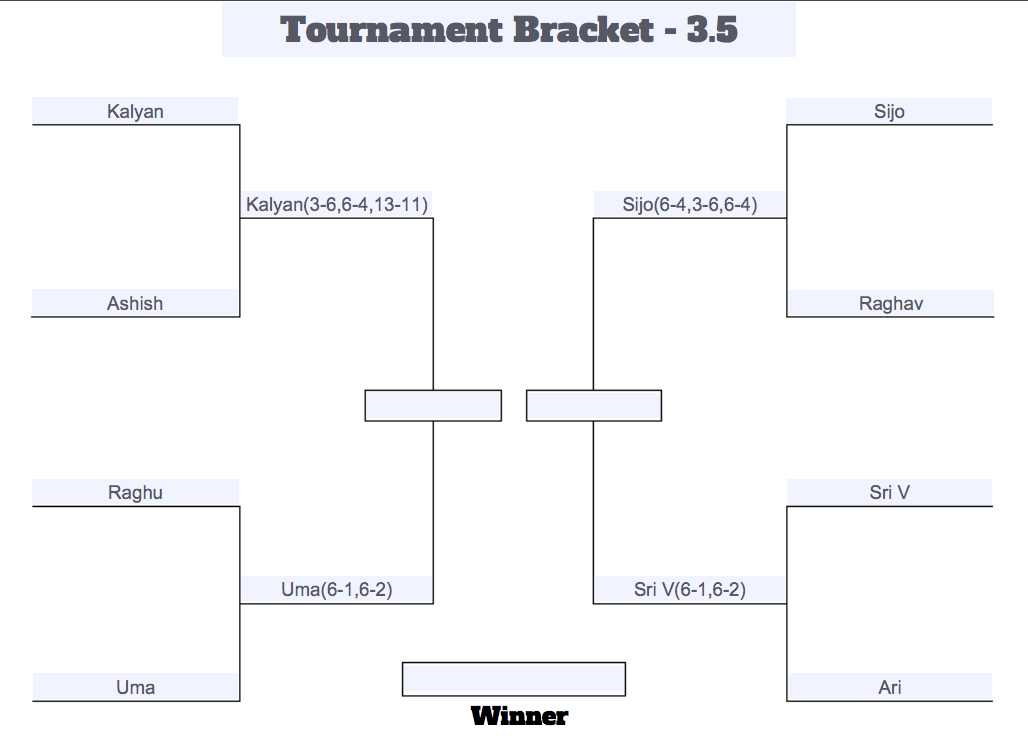 Tournament Bracket - 3.5
Kalyan
Sijo
Kalyan(3-6,6-4,13-11)
Sijo(6-4,3-6,6-4)
Ashish
Raghav
Raghu
Sri V
Uma(6-1,6-2)
Sri V(6-1,6-2)
Uma
Ari
Winner